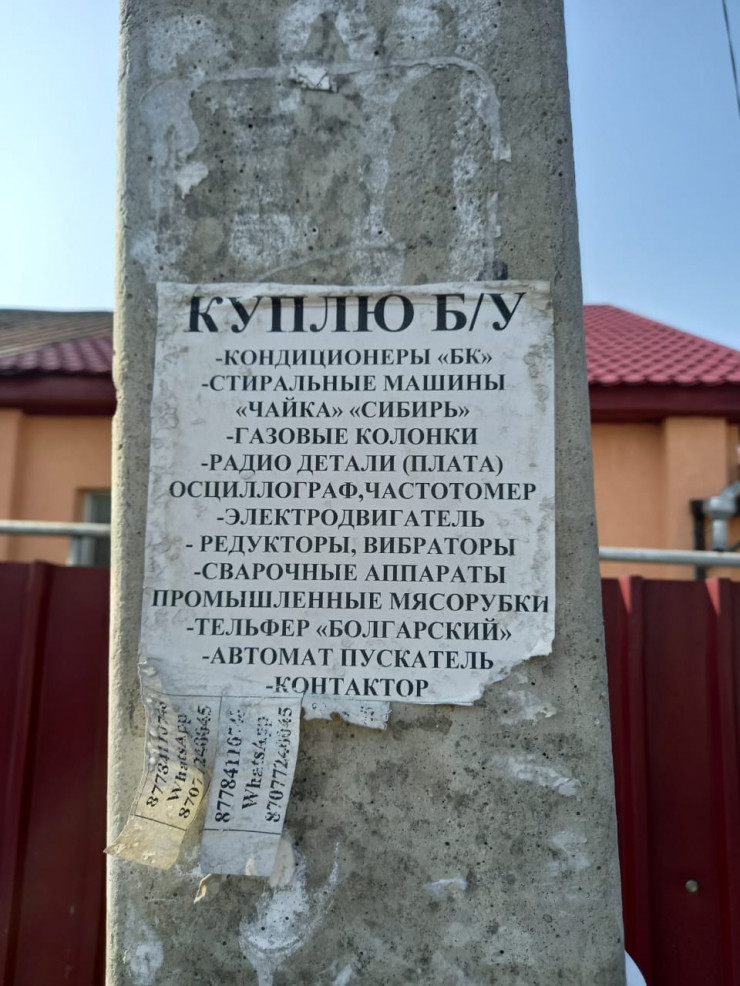 КУПЛЮ Б/У
-КОНДИЦИОНЕРЫ «БК»
-СТИРАЛЬНЫЕ МАШИНЫ
«ЧАЙКА» «СИБИРЬ»
-ГАЗОВЫЕ КОЛОНКИ
-РАДИО ДЕТАЛИ (ПЛАТА)
ОСЦИЛЛОГРАФ,ЧАСТОТОМЕР
-ЭЛЕКТРОДВИГАТЕЛЬ
- РЕДУКТОРЫ, ВИБРАТОРЫ
-СВАРОЧНЫЕ АППАРАТЫ
ПРОМЫШЛЕННЫЕ МЯСОРУБКИ
-ТЕЛЬФЕР «БОЛГАРСКИЙ»
-АВТОМАТ ПУСКАТЕЛЬ
-КОНТАКТОР
WhatsApp
WhatsApp